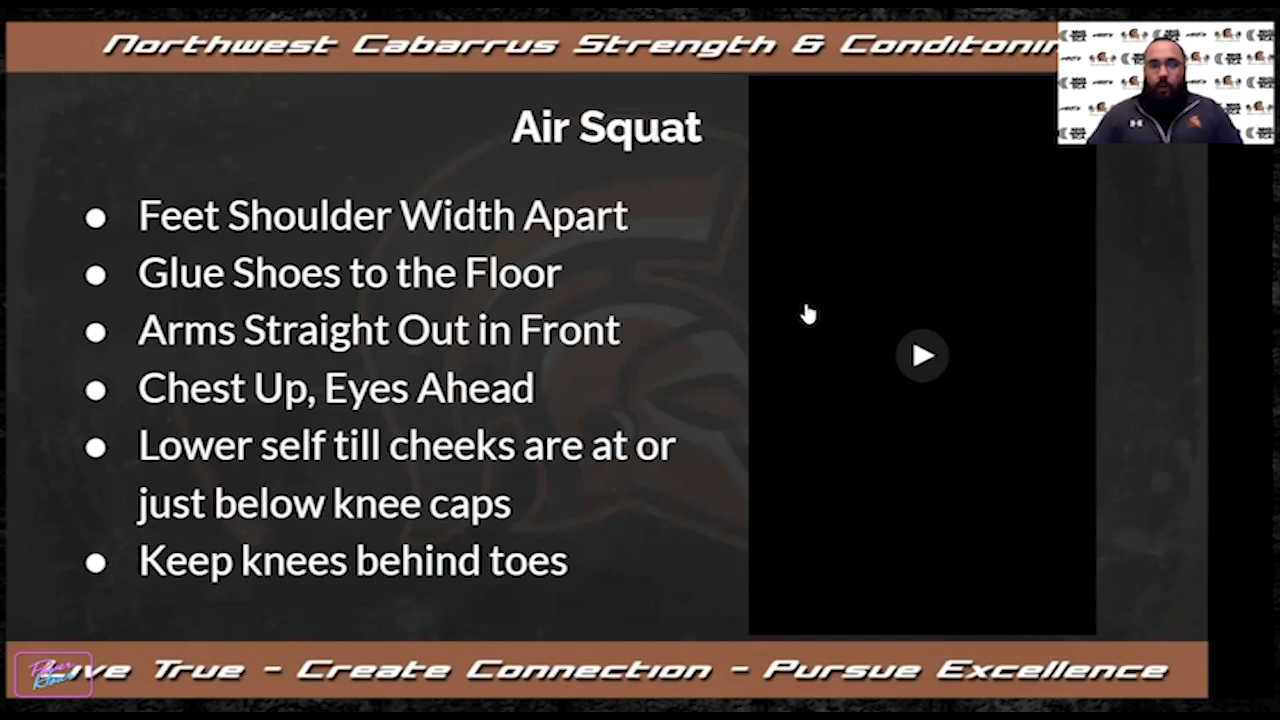 Northwest Cabarrus Strength & Conditonin
Air Squat
● Feet Shoulder Width Apart
● Glue Shoes to the Floor
● Arms Straight Out in Front
● Chest Up, Eyes Ahead
● Lower self till cheeks are at or
just below knee caps
● Keep knees behind toes
True - Create Connection - Pursue Excellence